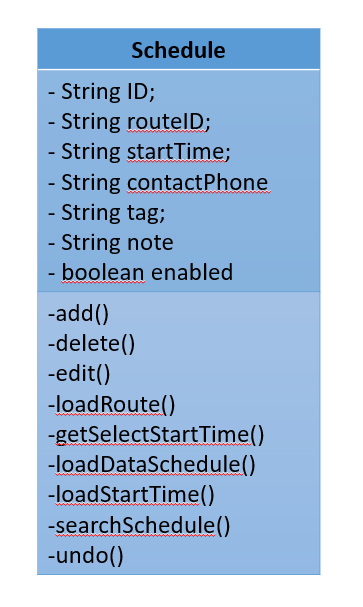 Schedule
- String ID;
- String routeID;
- String startTime;
- String contactPhone
- String tag;
- String note
- boolean enabled
-add()
-delete()
-edit()
-loadRoute()
-getSelectStartTime()
-loadDataSchedule()
-loadStartTime()
-searchSchedule()
-undo()